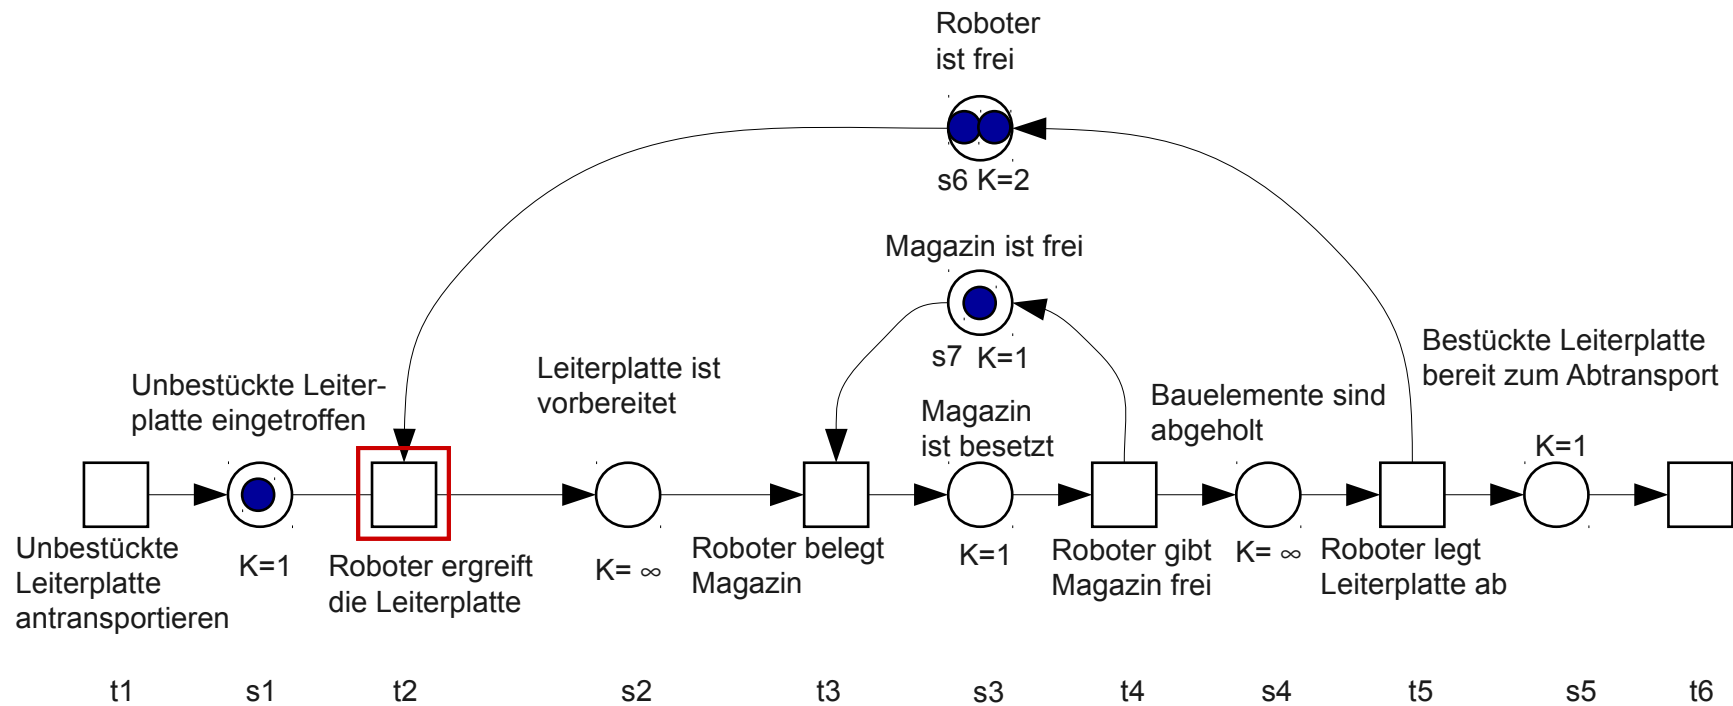 Roboter
ist frei
s6 K=2
Magazin ist frei
s7 K=1
Unbestückte Leiter-
platte eingetroffen
Leiterplatte ist
vorbereitet
Magazin
ist besetzt
Bauelemente sind
abgeholt
Bestückte Leiterplatte
bereit zum Abtransport
K=1
Unbestückte
Leiterplatte
antransportieren
K=1
Roboter ergreift
die Leiterplatte
K= ∞
Roboter belegt
Magazin
K=1
Roboter gibt
Magazin frei
K= ∞
Roboter legt
Leiterplatte ab
t1 s1 t2 s2 t3 s3 t4 s4 t5 s5 t6